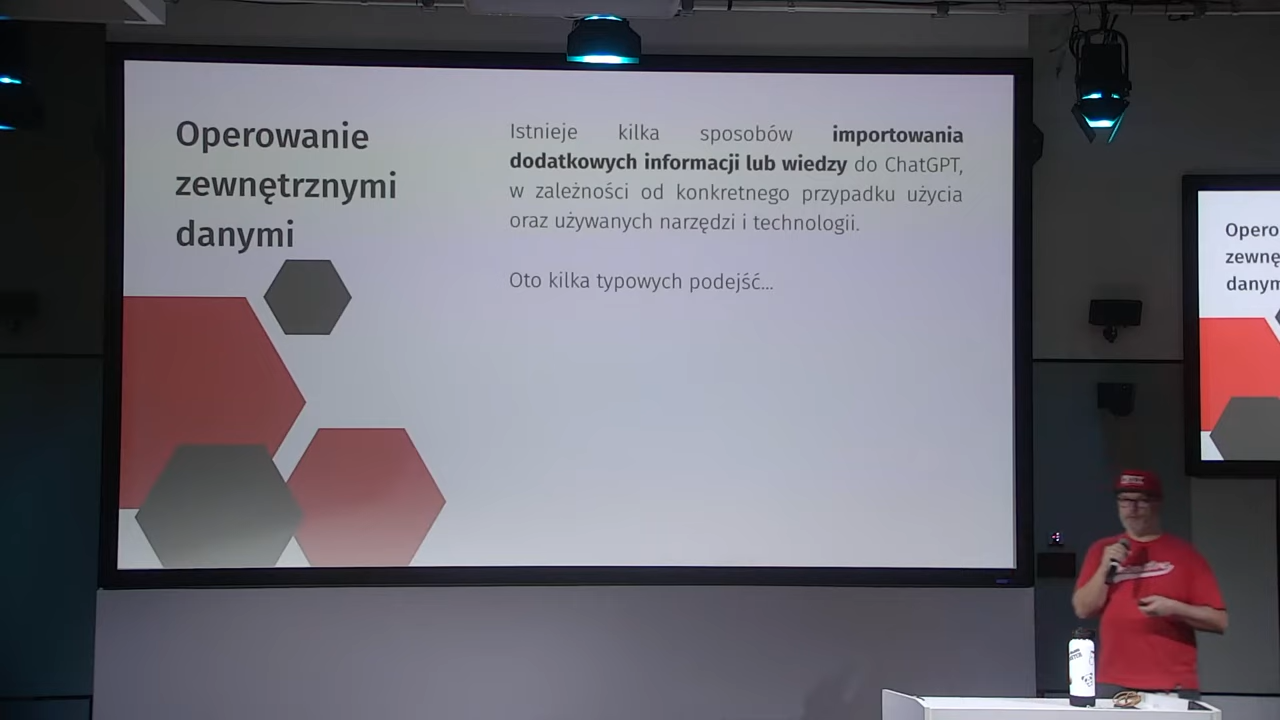 Operowanie
zewnętrznymi
danymi
Istnieje kilka sposobów importowania
dodatkowych informacji lub wiedzy do ChatGPT,
w zależności od konkretnego przypadku użycia
oraz używanych narzędzi i technologii.
Oto kilka typowych podejść...
Opero
zewnę
danym